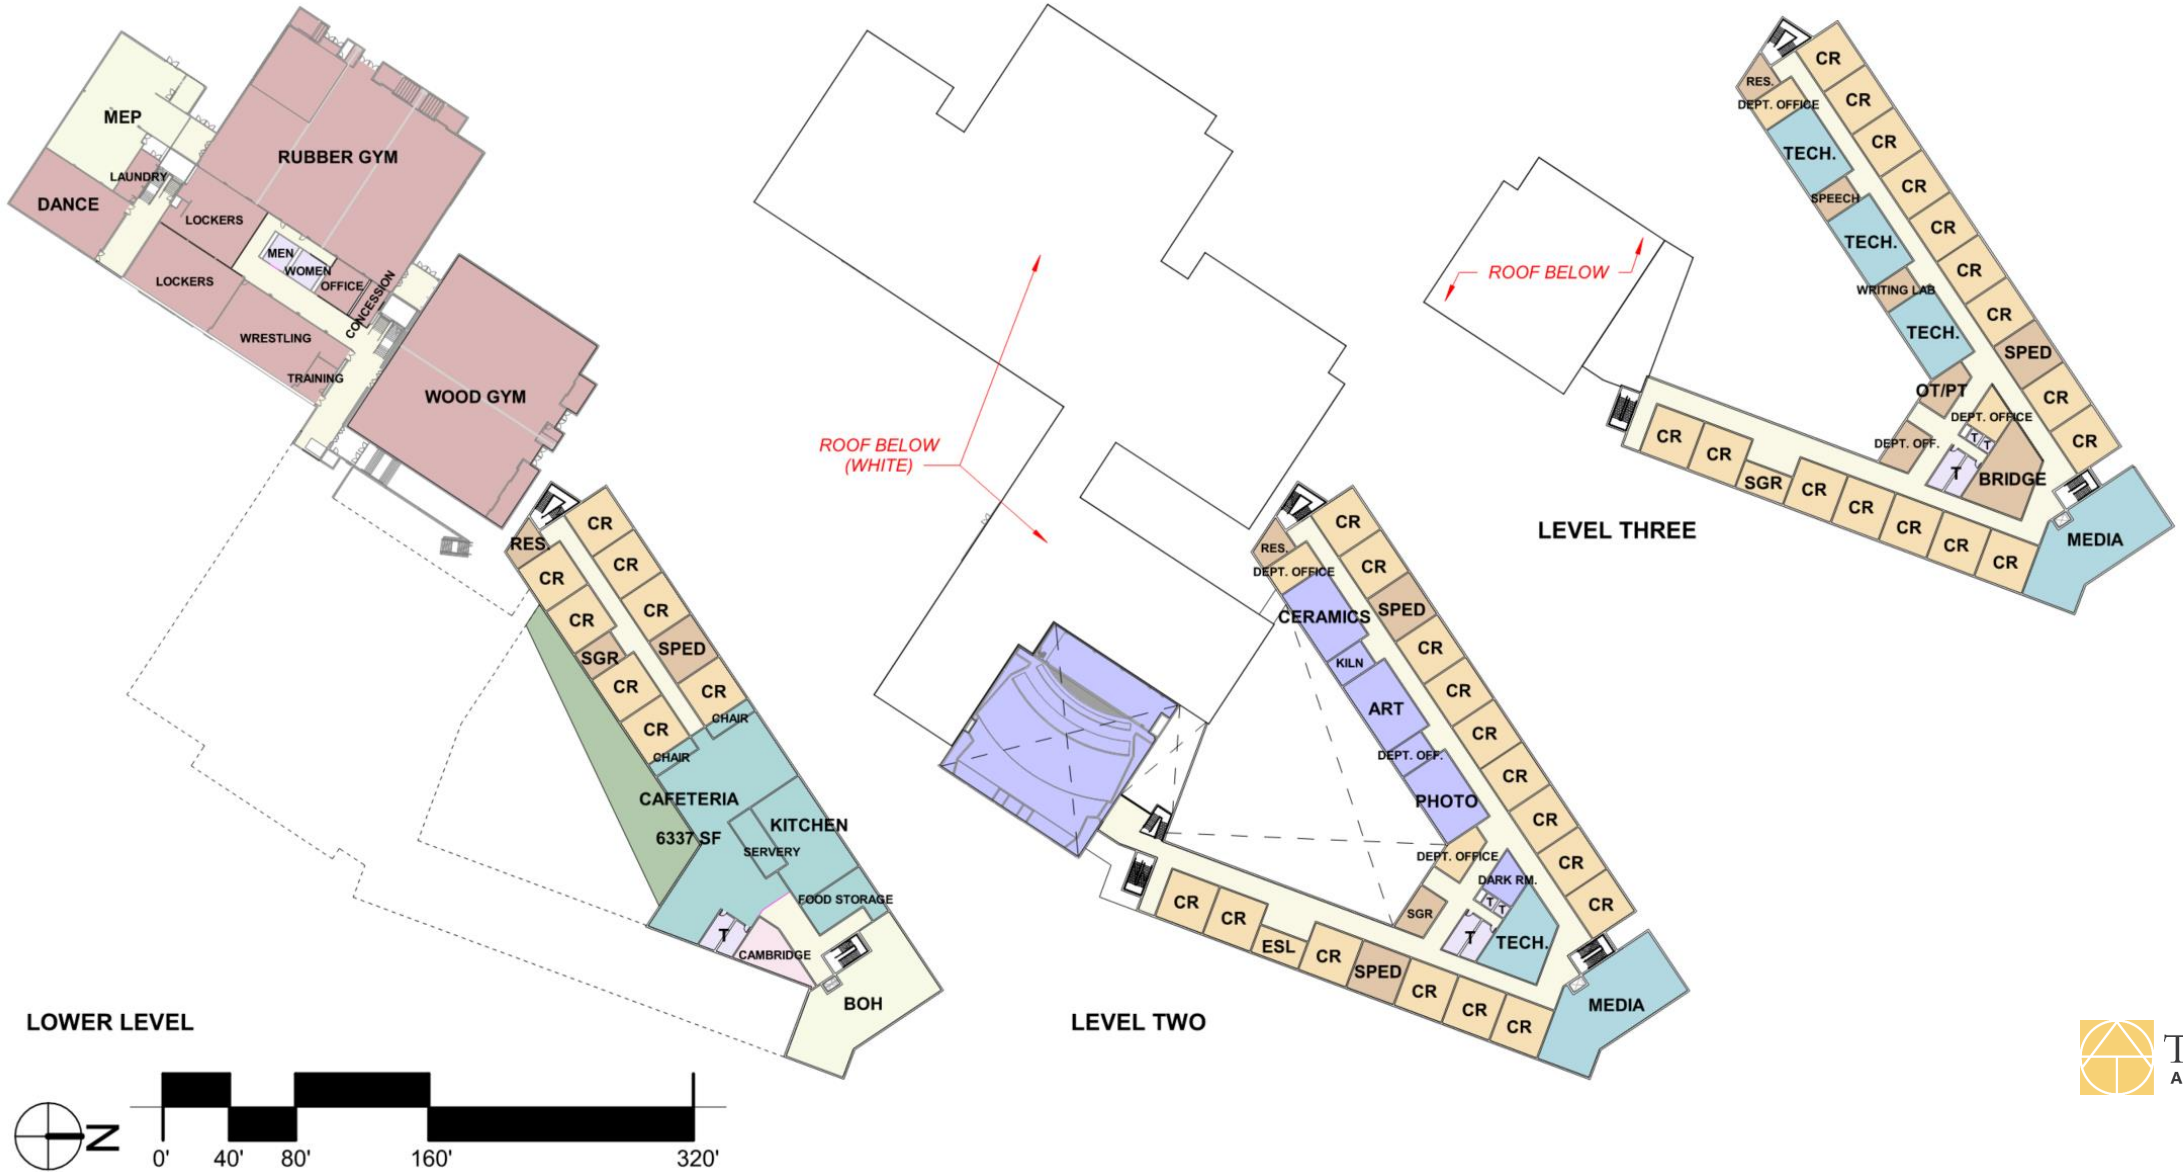 MEP
RUBBER GYM
LAUNDRY
DANCE
LOCKERS
MEN
WOMEN
OFFICE
CONCESSION
LOCKERS
WRESTLING
TRAINING
WOOD GYM
CR
RES.
CR
CR
CR
CR
SGR
SPED
CR
CR
CHAIR
CR
CHAIR
CAFETERIA
6337 SF
KITCHEN
SERVERY
FOOD STORAGE
T
CAMBRIDGE
BOH
LOWER LEVEL
N
0'
40'
80'
160'
320'
ROOF BELOW
(WHITE)
CR
RES.
CR
DEPT. OFFICE
CERAMICS
SPED
CR
KILN
CR
ART
CR
DEPT. OFF.
CR
PHOTO
CR
DEPT. OFFICE
CR
DARK RM.
T
T
CR
SGR
T
TECH.
CR
CR
ESL
CR
SPED
CR
CR
CR
MEDIA
LEVEL TWO
CR
RES.
DEPT. OFFICE
CR
CR
TECH.
CR
SPEECH
CR
TECH.
CR
WRITING LAB
CR
TECH.
SPED
OT/PT
CR
DEPT. OFFICE
CR
T
T
DEPT. OFF.
T
BRIDGE
ROOF BELOW
CR
CR
SGR
CR
CR
CR
CR
CR
MEDIA
LEVEL THREE
T
A